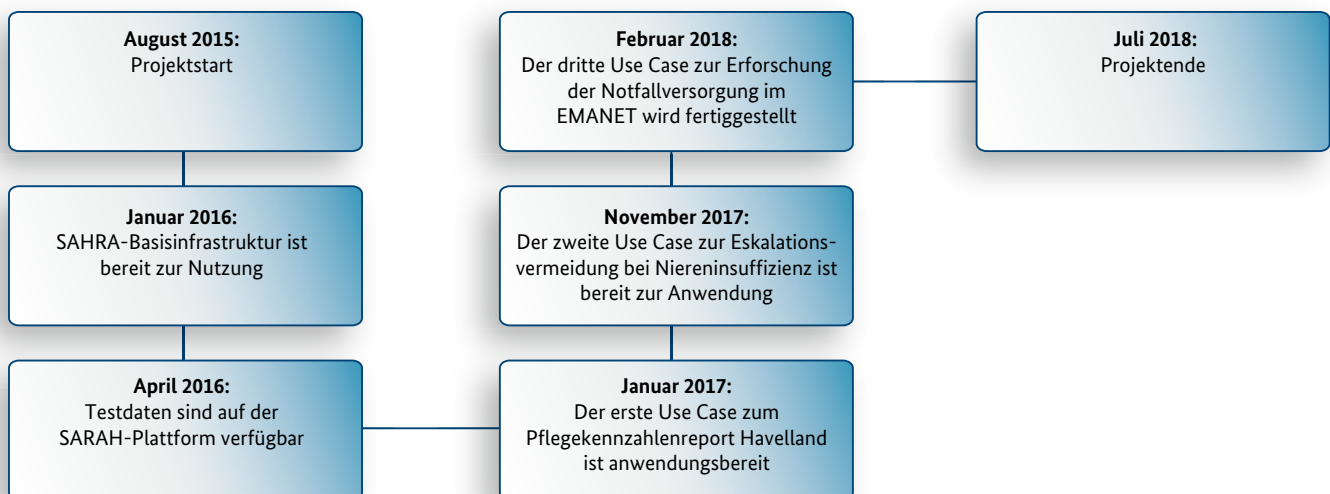 August 2015:
Projektstart
Januar 2016:
SAHRA-Basisinfrastruktur ist
bereit zur Nutzung
April 2016:
Testdaten sind auf der
SARAH-Plattform verfügbar
Januar 2017:
Der erste Use Case zum
Pflegekennzahlenreport Havelland
ist anwendungsbereit
November 2017:
Der zweite Use Case zur Eskalations-
vermeidung bei Niereninsuffizienz ist
bereit zur Anwendung
Februar 2018:
Der dritte Use Case zur Erforschung
der Notfallversorgung im
EMANET wird fertiggestellt
Juli 2018:
Projektende